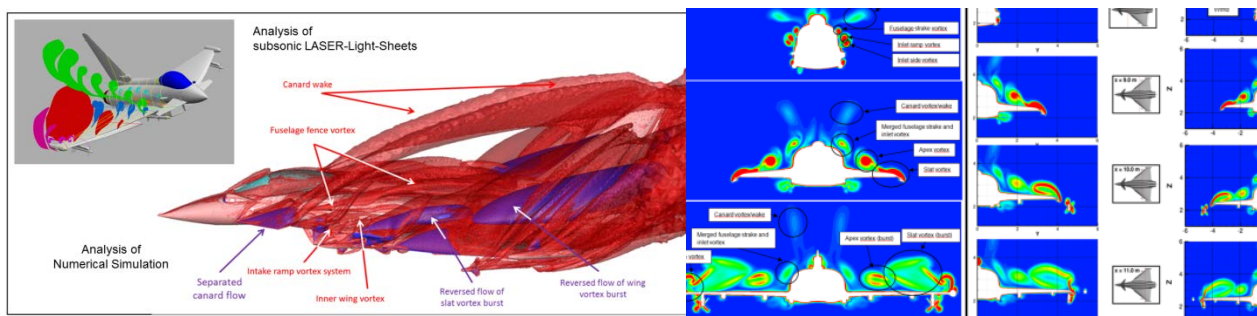 Analysis of
subsonic LASER-Light-Sheets
Canard wake
Fuselage fence vortex
Analysis of
Numerical Simulation
Separated
canard flow
Intake ramp vortex system
Inner wing vortex
Reversed flow of
slat vortex burst
Reversed flow of wing
vortex burst
Fuselage strake vortex
Inlet ramp vortex
Inlet side vortex
Canard vortex/wake
Merged fuselage strake and
inlet vortex
Apex vortex
Slat vortex
Canard vortex/wake
Merged fuselage strake and
inlet vortex
Apex vortex (burst)
Slat vortex (burst)
vortex
x = 9.0 m
x = 10.0 m
x = 11.0 m
Y
Z
Z
Z